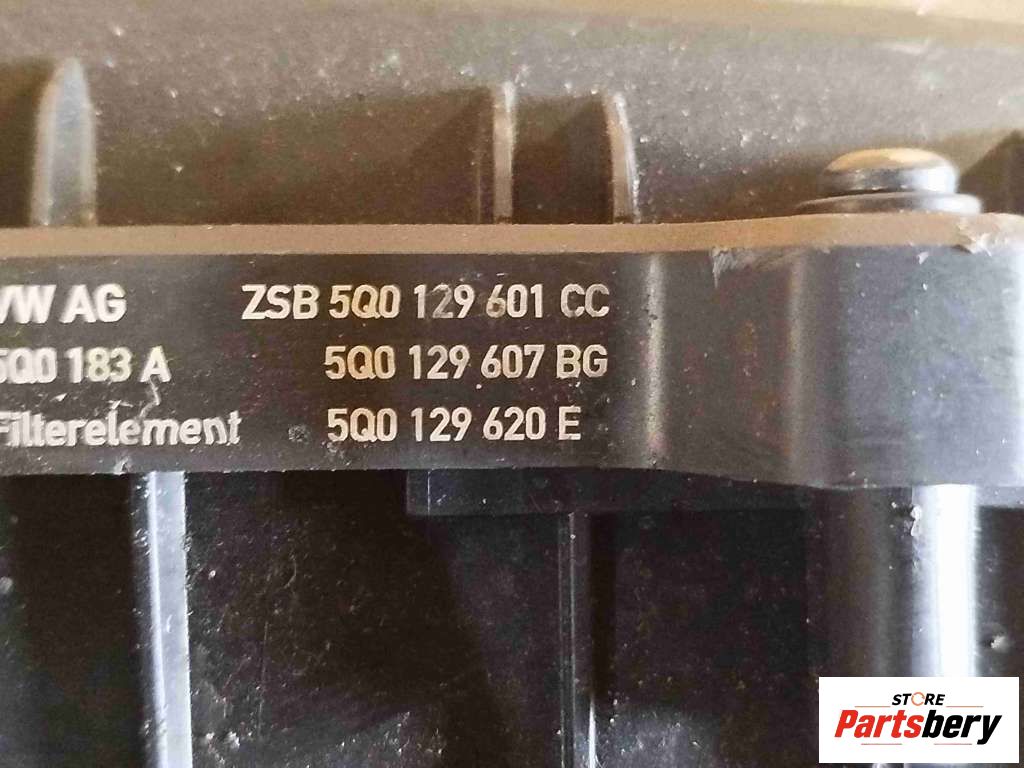 VW AG ZSB 5Q0 129 601 CC
5Q0 183 A 5Q0 129 607 BG
Filterelement 5Q0 129 620 E
STORE
Partsbery